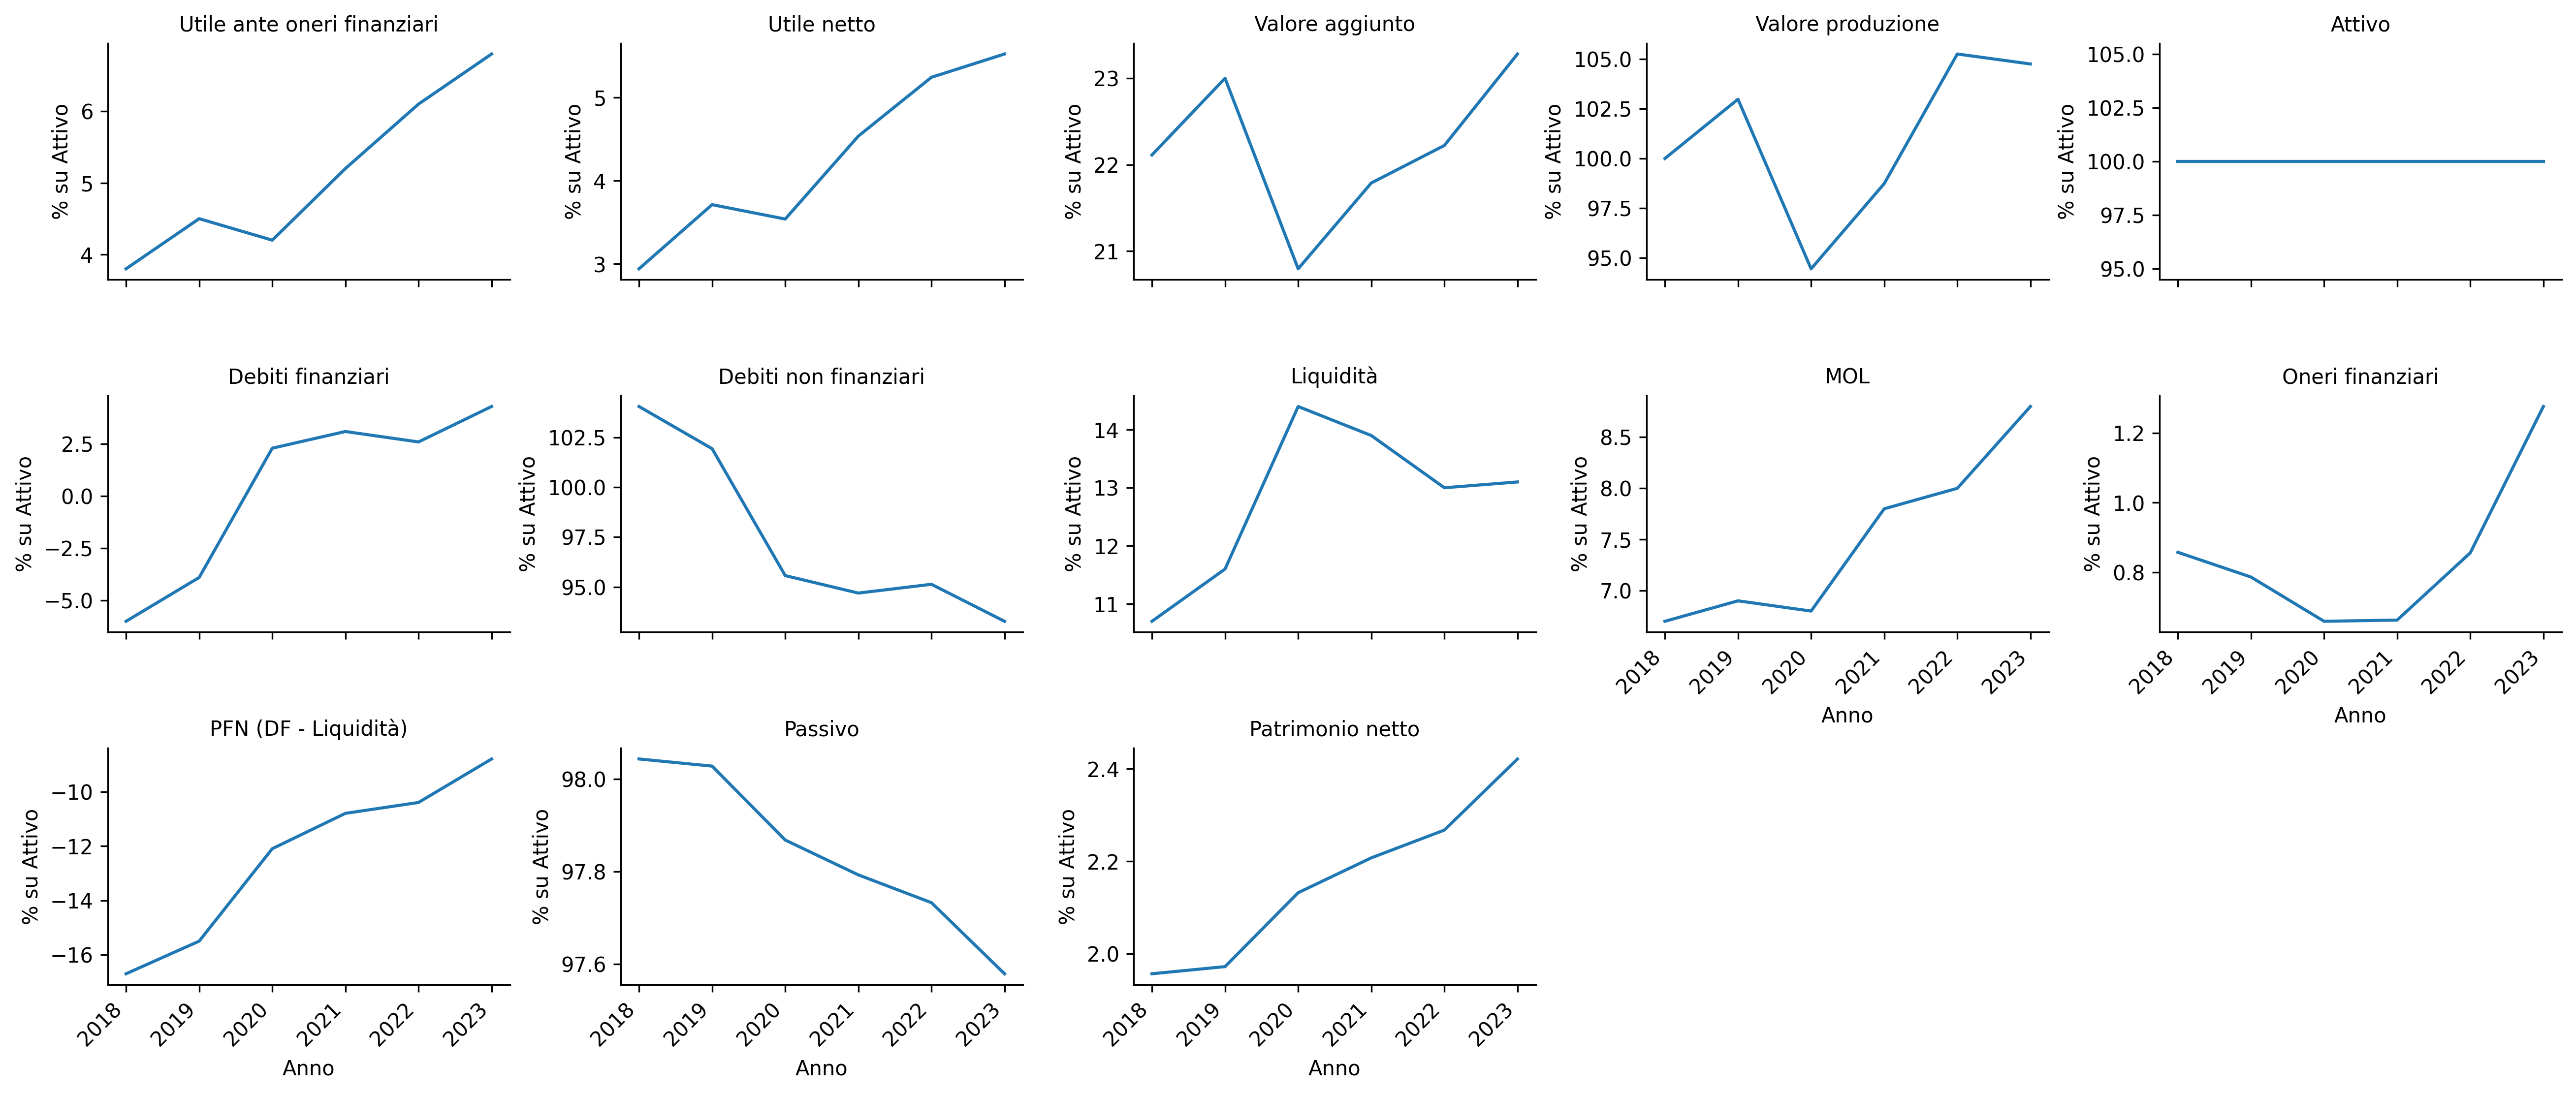 Utile ante oneri finanziari
% su Attivo
6
5
4
Utile netto
% su Attivo
5
4
3
Valore aggiunto
% su Attivo
23
22
21
Valore produzione
% su Attivo
105.0
102.5
100.0
97.5
95.0
Attivo
% su Attivo
105.0
102.5
100.0
97.5
95.0
Debiti finanziari
% su Attivo
2.5
0.0
−2.5
−5.0
Debiti non finanziari
% su Attivo
102.5
100.0
97.5
95.0
Liquidità
% su Attivo
14
13
12
11
MOL
% su Attivo
8.5
8.0
7.5
7.0
2018 2019 2020 2021 2022 2023
Anno
Oneri finanziari
% su Attivo
1.2
1.0
0.8
2018 2019 2020 2021 2022 2023
Anno
PFN (DF - Liquidità)
% su Attivo
−10
−12
−14
−16
2018 2019 2020 2021 2022 2023
Anno
Passivo
% su Attivo
98.0
97.8
97.6
2018 2019 2020 2021 2022 2023
Anno
Patrimonio netto
% su Attivo
2.4
2.2
2.0
2018 2019 2020 2021 2022 2023
Anno